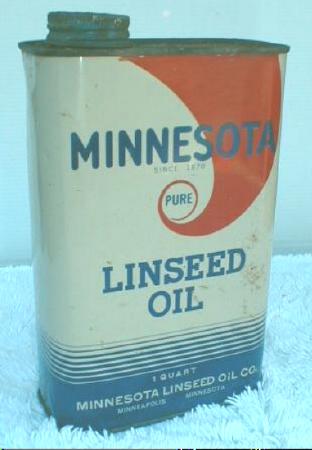 MINNESOTA
SINCE 1870
PURE
LINSEED
OIL
1 QUART
MINNESOTA LINSEED OIL CO.
MINNEAPOLIS MINNESOTA